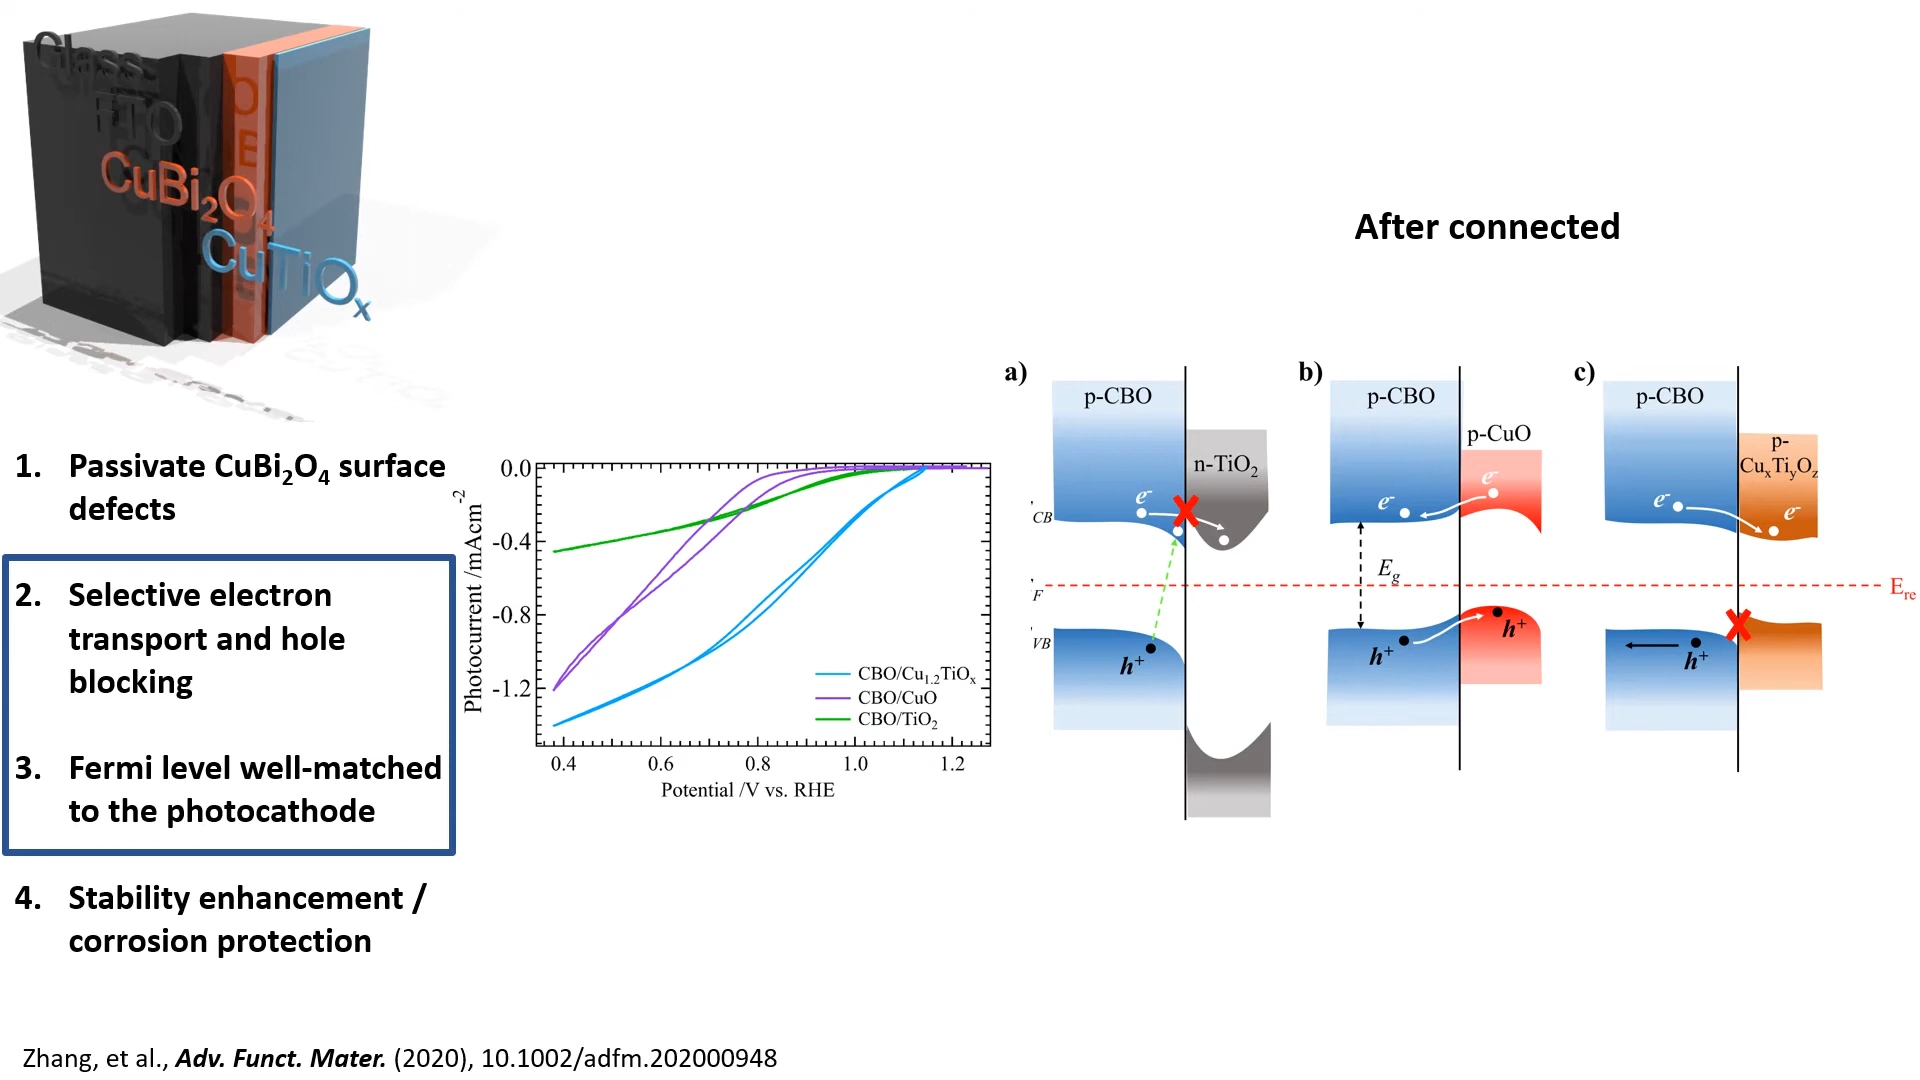 Glass
FTO
CuBi₂O₄
CuTiOₓ
1. Passivate CuBi₂O₄ surface
defects
2. Selective electron
transport and hole
blocking
3. Fermi level well-matched
to the photocathode
4. Stability enhancement /
corrosion protection
Photocurrent /mAcm⁻²
0.0
-0.4
-0.8
-1.2
0.4 0.6 0.8 1.0 1.2
Potential /V vs. RHE
CBO/Cu₁.₂TiOₓ
CBO/CuO
CBO/TiO₂
After connected
a)
p-CBO
n-TiO₂
e⁻
CB
F
VB
h⁺
b)
p-CBO
p-CuO
e⁻
e⁻
E_g
h⁺
h⁺
c)
p-CBO
p-
CuₓTiᵧO_z
e⁻
e⁻
h⁺
E_re
Zhang, et al., Adv. Funct. Mater. (2020), 10.1002/adfm.202000948